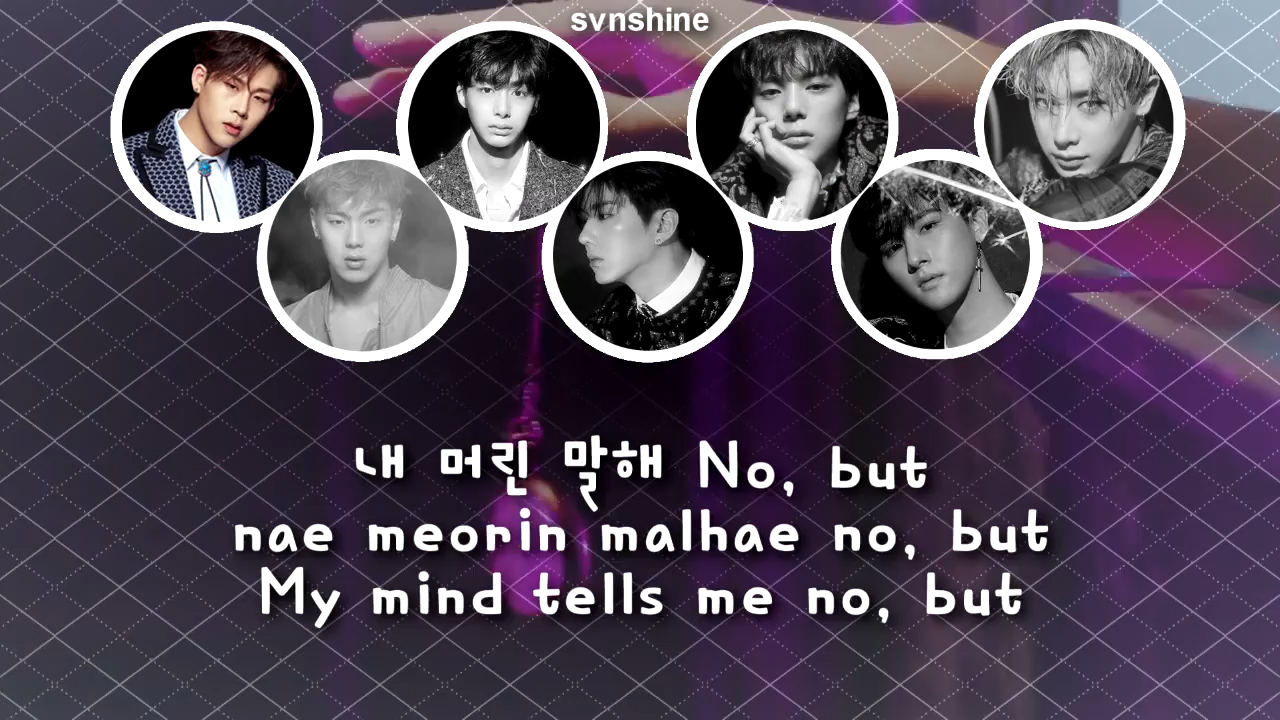 svnshine
내 머린 말해 No, but
nae meorin malhae no, but
My mind tells me no, but